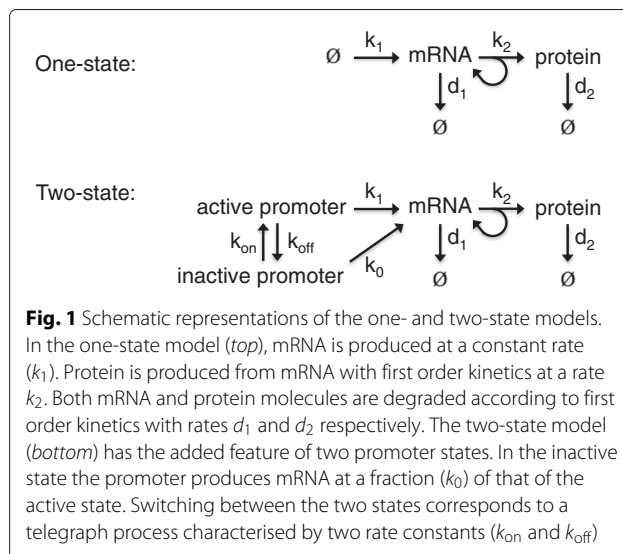 One-state:
Ø k₁ mRNA k₂ protein
d₁ d₂
Ø Ø
Two-state:
active promoter k₁ mRNA k₂ protein
k_on k_off d₁ d₂
inactive promoter k₀ Ø Ø
Fig. 1 Schematic representations of the one- and two-state models.
In the one-state model (top), mRNA is produced at a constant rate
(k₁). Protein is produced from mRNA with first order kinetics at a rate
k₂. Both mRNA and protein molecules are degraded according to first
order kinetics with rates d₁ and d₂ respectively. The two-state model
(bottom) has the added feature of two promoter states. In the inactive
state the promoter produces mRNA at a fraction (k₀) of that of the
active state. Switching between the two states corresponds to a
telegraph process characterised by two rate constants (k_on and k_off)